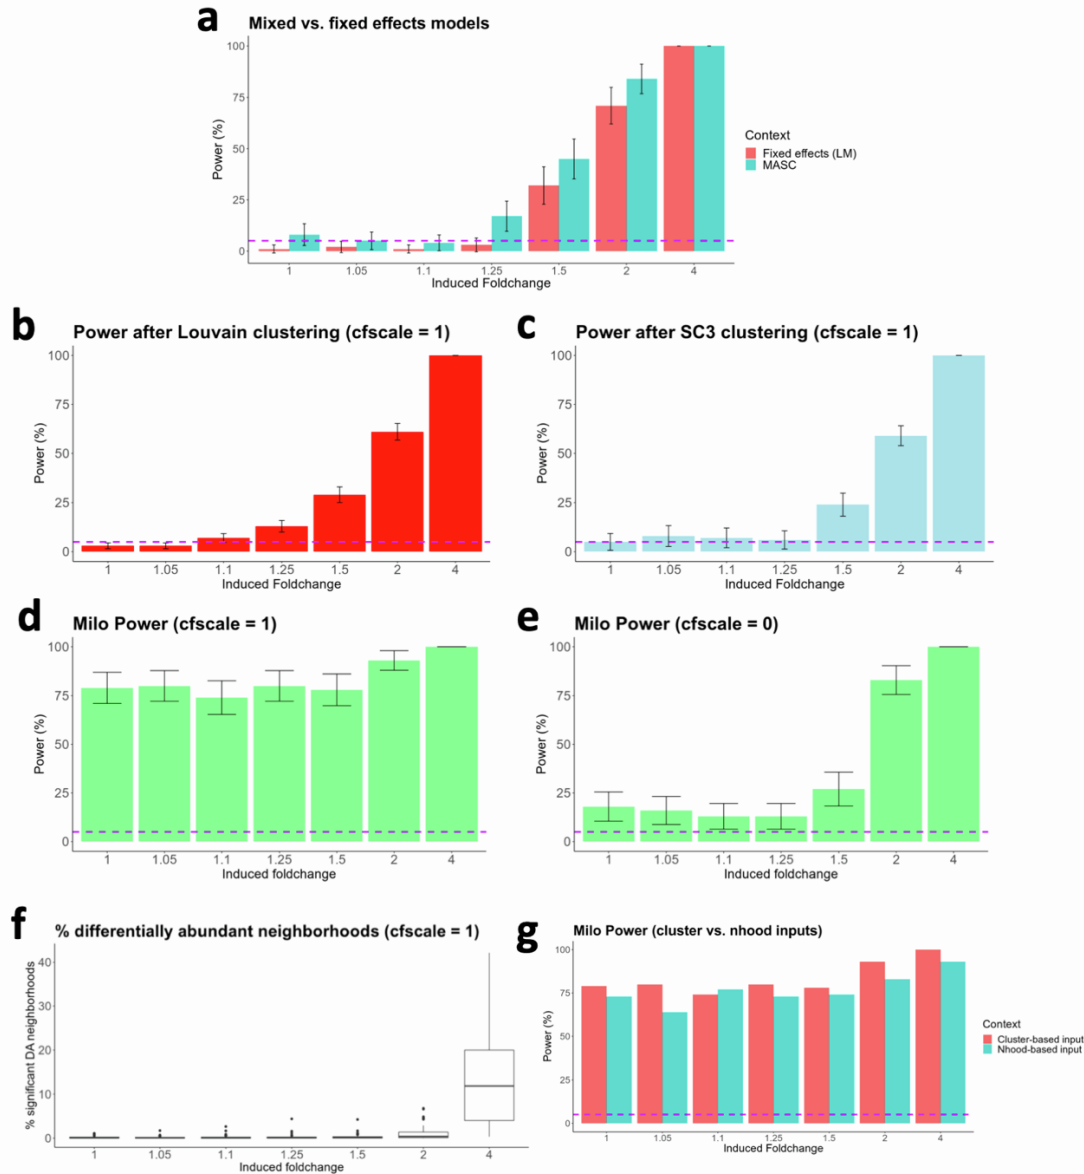 a
Mixed vs. fixed effects models
100
75
50
25
0
Power (%)
1 1.05 1.1 1.25 1.5 2 4
Induced Foldchange
Context
Fixed effects (LM)
MASC
b
Power after Louvain clustering (cfscale = 1)
100
75
50
25
0
Power (%)
1 1.05 1.1 1.25 1.5 2 4
Induced Foldchange
c
Power after SC3 clustering (cfscale = 1)
100
75
50
25
0
Power (%)
1 1.05 1.1 1.25 1.5 2 4
Induced Foldchange
d
Milo Power (cfscale = 1)
100
75
50
25
0
Power (%)
1 1.05 1.1 1.25 1.5 2 4
Induced foldchange
e
Milo Power (cfscale = 0)
100
75
50
25
0
Power (%)
1 1.05 1.1 1.25 1.5 2 4
Induced foldchange
f
% differentially abundant neighborhoods (cfscale = 1)
40
30
20
10
0
% significant DA neighborhoods
1 1.05 1.1 1.25 1.5 2 4
Induced foldchange
g
Milo Power (cluster vs. nhood inputs)
100
75
50
25
0
Power (%)
1 1.05 1.1 1.25 1.5 2 4
Induced Foldchange
Context
Cluster-based input
Nhood-based input